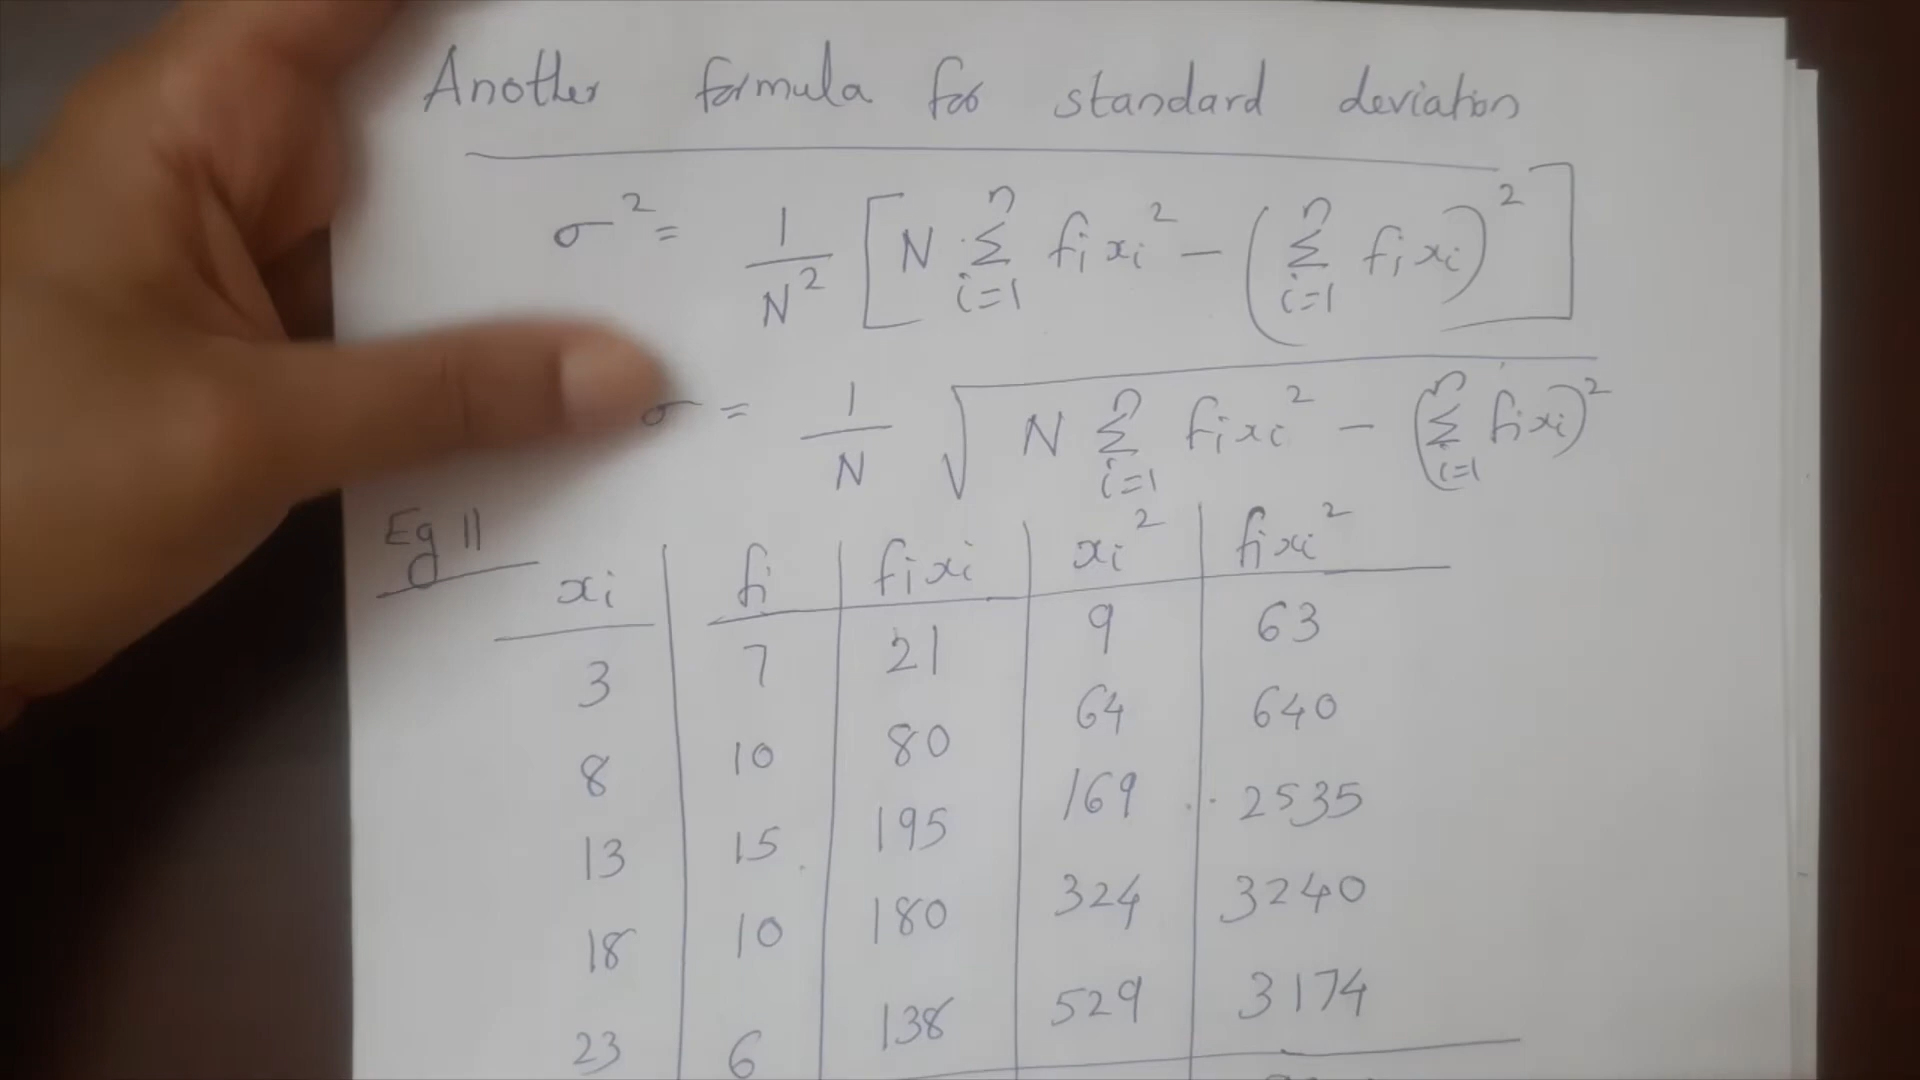 Another formula for standard deviation
σ² = 1/N² [N Σ_{i=1}^{n} fᵢxᵢ² − (Σ_{i=1}^{n} fᵢxᵢ)²]
σ = 1/N √(N Σ_{i=1}^{n} fᵢxᵢ² − (Σ_{i=1}^{n} fᵢxᵢ)²)
Eg 11
xᵢ fᵢ fᵢxᵢ xᵢ² fᵢxᵢ²
3 7 21 9 63
8 10 80 64 640
13 15 195 169 2535
18 10 180 324 3240
23 6 138 529 3174